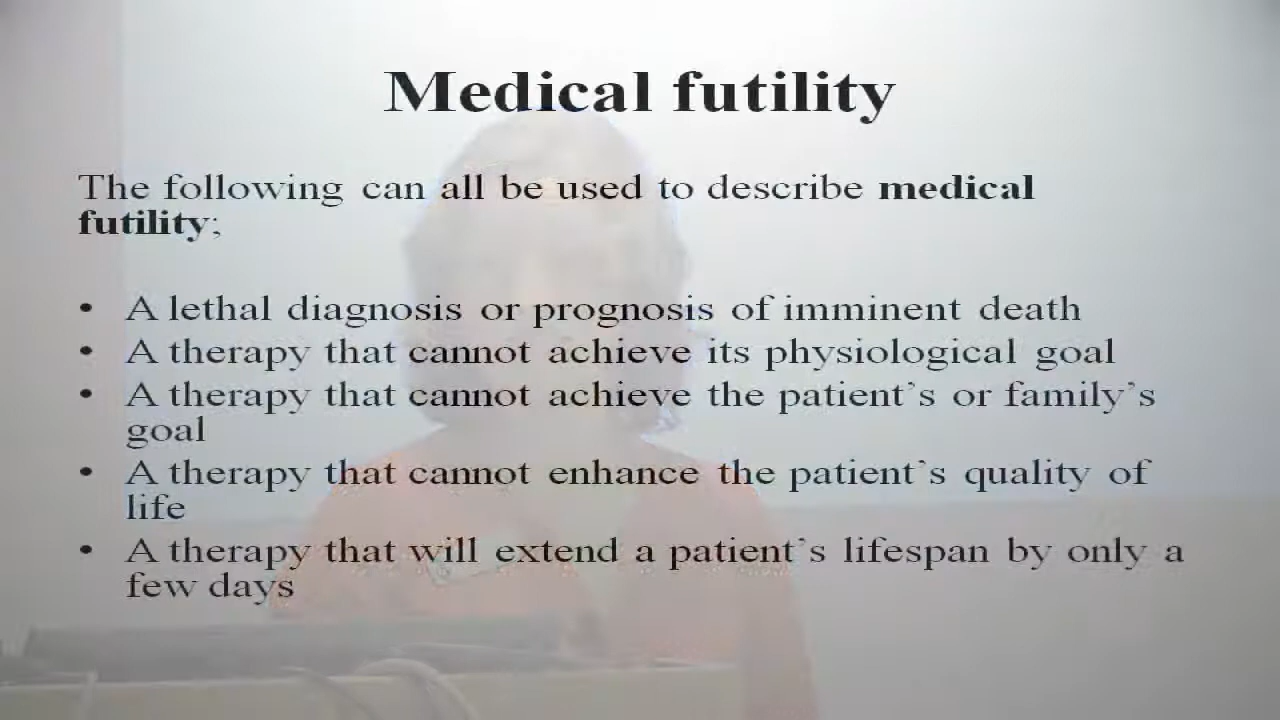 Medical futility
The following can all be used to describe medical
futility;
• A lethal diagnosis or prognosis of imminent death
• A therapy that cannot achieve its physiological goal
• A therapy that cannot achieve the patient's or family's
goal
• A therapy that cannot enhance the patient's quality of
life
• A therapy that will extend a patient's lifespan by only a
few days